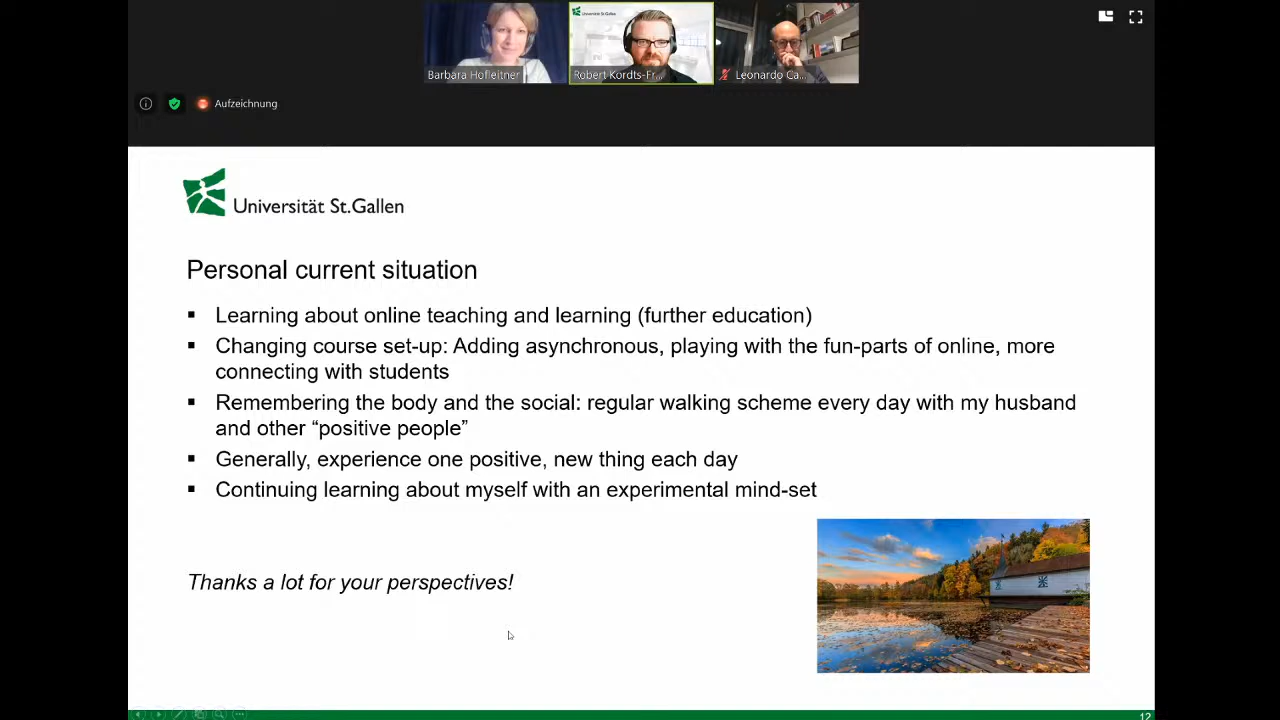 Universität St.Gallen
Barbara Hofleitner
Robert Kordts-Fr...
Leonardo Ca...
Aufzeichnung
Universität St.Gallen
Personal current situation
▪ Learning about online teaching and learning (further education)
▪ Changing course set-up: Adding asynchronous, playing with the fun-parts of online, more
connecting with students
▪ Remembering the body and the social: regular walking scheme every day with my husband
and other “positive people”
▪ Generally, experience one positive, new thing each day
▪ Continuing learning about myself with an experimental mind-set
Thanks a lot for your perspectives!
12